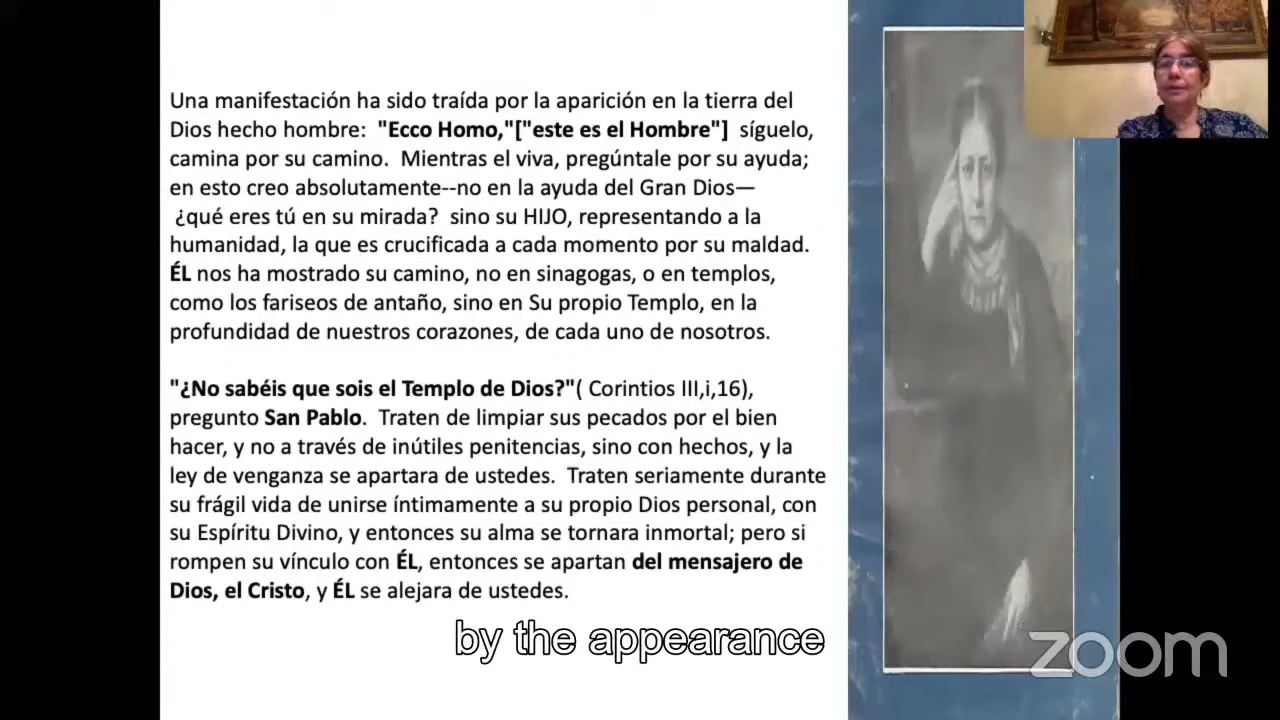 Una manifestación ha sido traída por la aparición en la tierra del
Dios hecho hombre:  "Ecco Homo,"["este es el Hombre"]  síguelo,
camina por su camino.  Mientras el viva, pregúntale por su ayuda;
en esto creo absolutamente--no en la ayuda del Gran Dios—
¿qué eres tú en su mirada?  sino su HIJO, representando a la
humanidad, la que es crucificada a cada momento por su maldad.
ÉL nos ha mostrado su camino, no en sinagogas, o en templos,
como los fariseos de antaño, sino en Su propio Templo, en la
profundidad de nuestros corazones, de cada uno de nosotros.
"¿No sabéis que sois el Templo de Dios?"( Corintios III,i,16),
pregunto San Pablo.  Traten de limpiar sus pecados por el bien
hacer, y no a través de inútiles penitencias, sino con hechos, y la
ley de venganza se apartara de ustedes.  Traten seriamente durante
su frágil vida de unirse íntimamente a su propio Dios personal, con
su Espíritu Divino, y entonces su alma se tornara inmortal; pero si
rompen su vínculo con ÉL, entonces se apartan del mensajero de
Dios, el Cristo, y ÉL se alejara de ustedes.
by the appearance
zoom